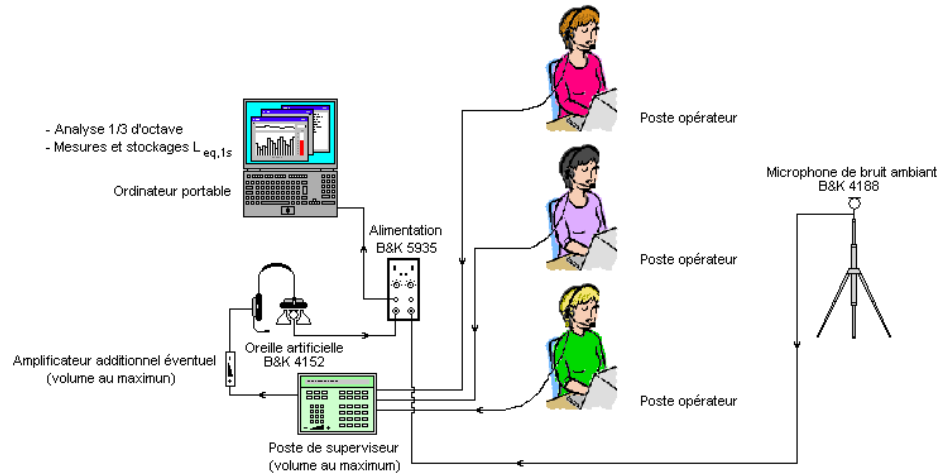 - Analyse 1/3 d'octave
- Mesures et stockages L eq,1s
Ordinateur portable
Alimentation
B&K 5935
Oreille artificielle
B&K 4152
Amplificateur additionnel éventuel
(volume au maximun)
Poste de superviseur
(volume au maximum)
Poste opérateur
Poste opérateur
Poste opérateur
Microphone de bruit ambiant
B&K 4188